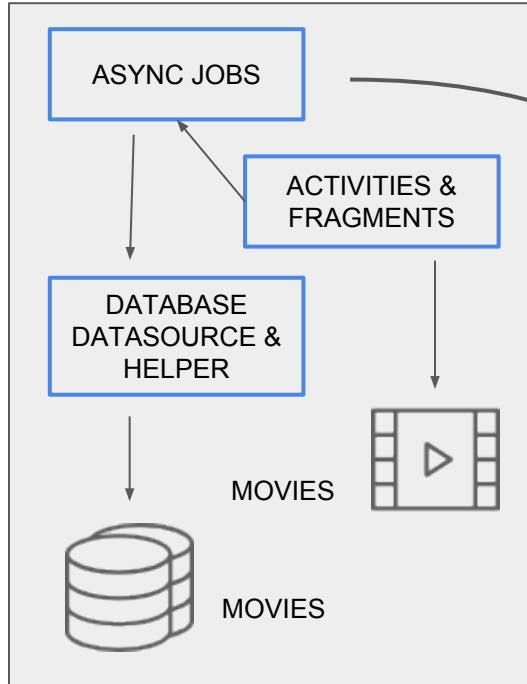 ASYNC JOBS
ACTIVITIES &
FRAGMENTS
DATABASE
DATASOURCE &
HELPER
MOVIES
MOVIES